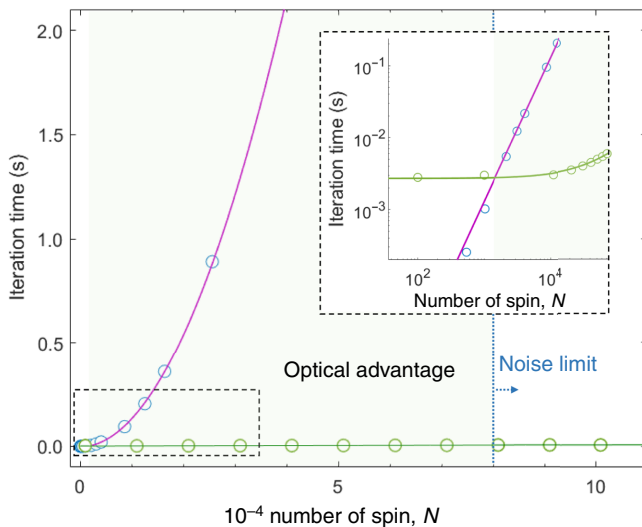 2.0
1.5
1.0
0.5
0.0
Iteration time (s)
0
5
10
10⁻⁴ number of spin, N
Optical advantage
Noise limit
10⁻¹
10⁻²
10⁻³
Iteration time (s)
10²
10⁴
Number of spin, N